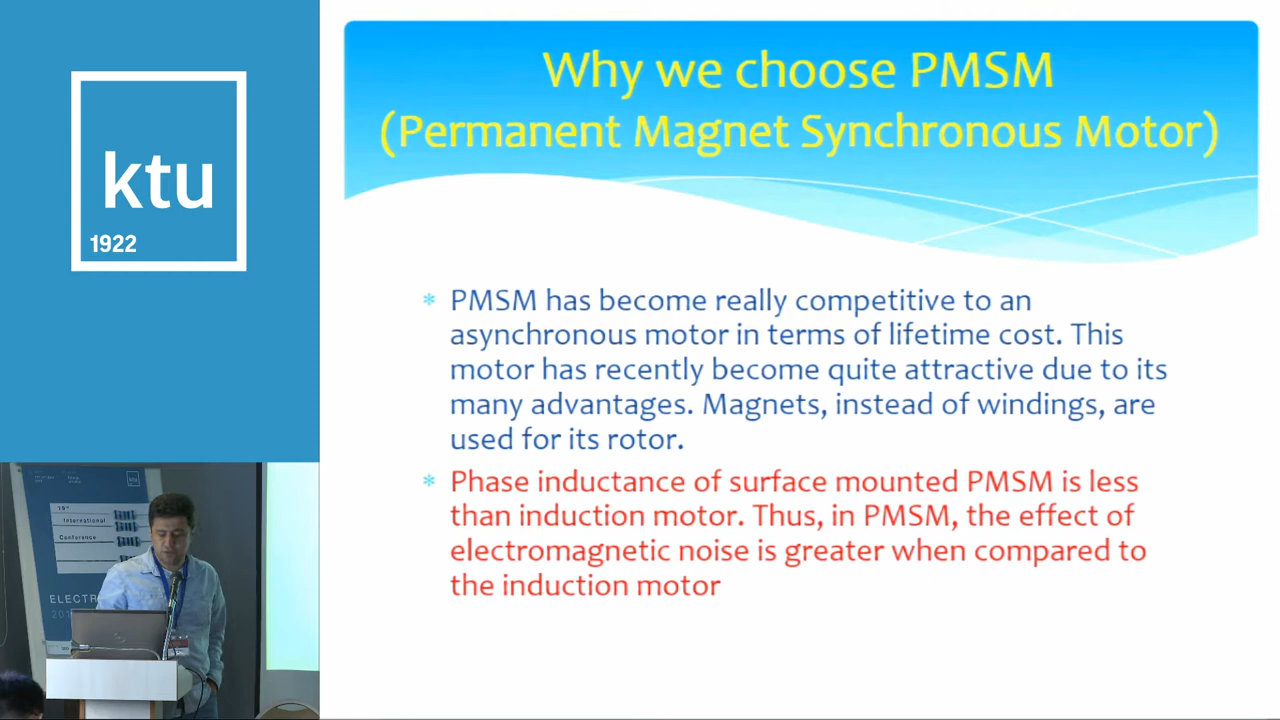 ktu
1922
Why we choose PMSM
(Permanent Magnet Synchronous Motor)
* PMSM has become really competitive to an
asynchronous motor in terms of lifetime cost. This
motor has recently become quite attractive due to its
many advantages. Magnets, instead of windings, are
used for its rotor.
* Phase inductance of surface mounted PMSM is less
than induction motor. Thus, in PMSM, the effect of
electromagnetic noise is greater when compared to
the induction motor
International
Conference
ELECTR